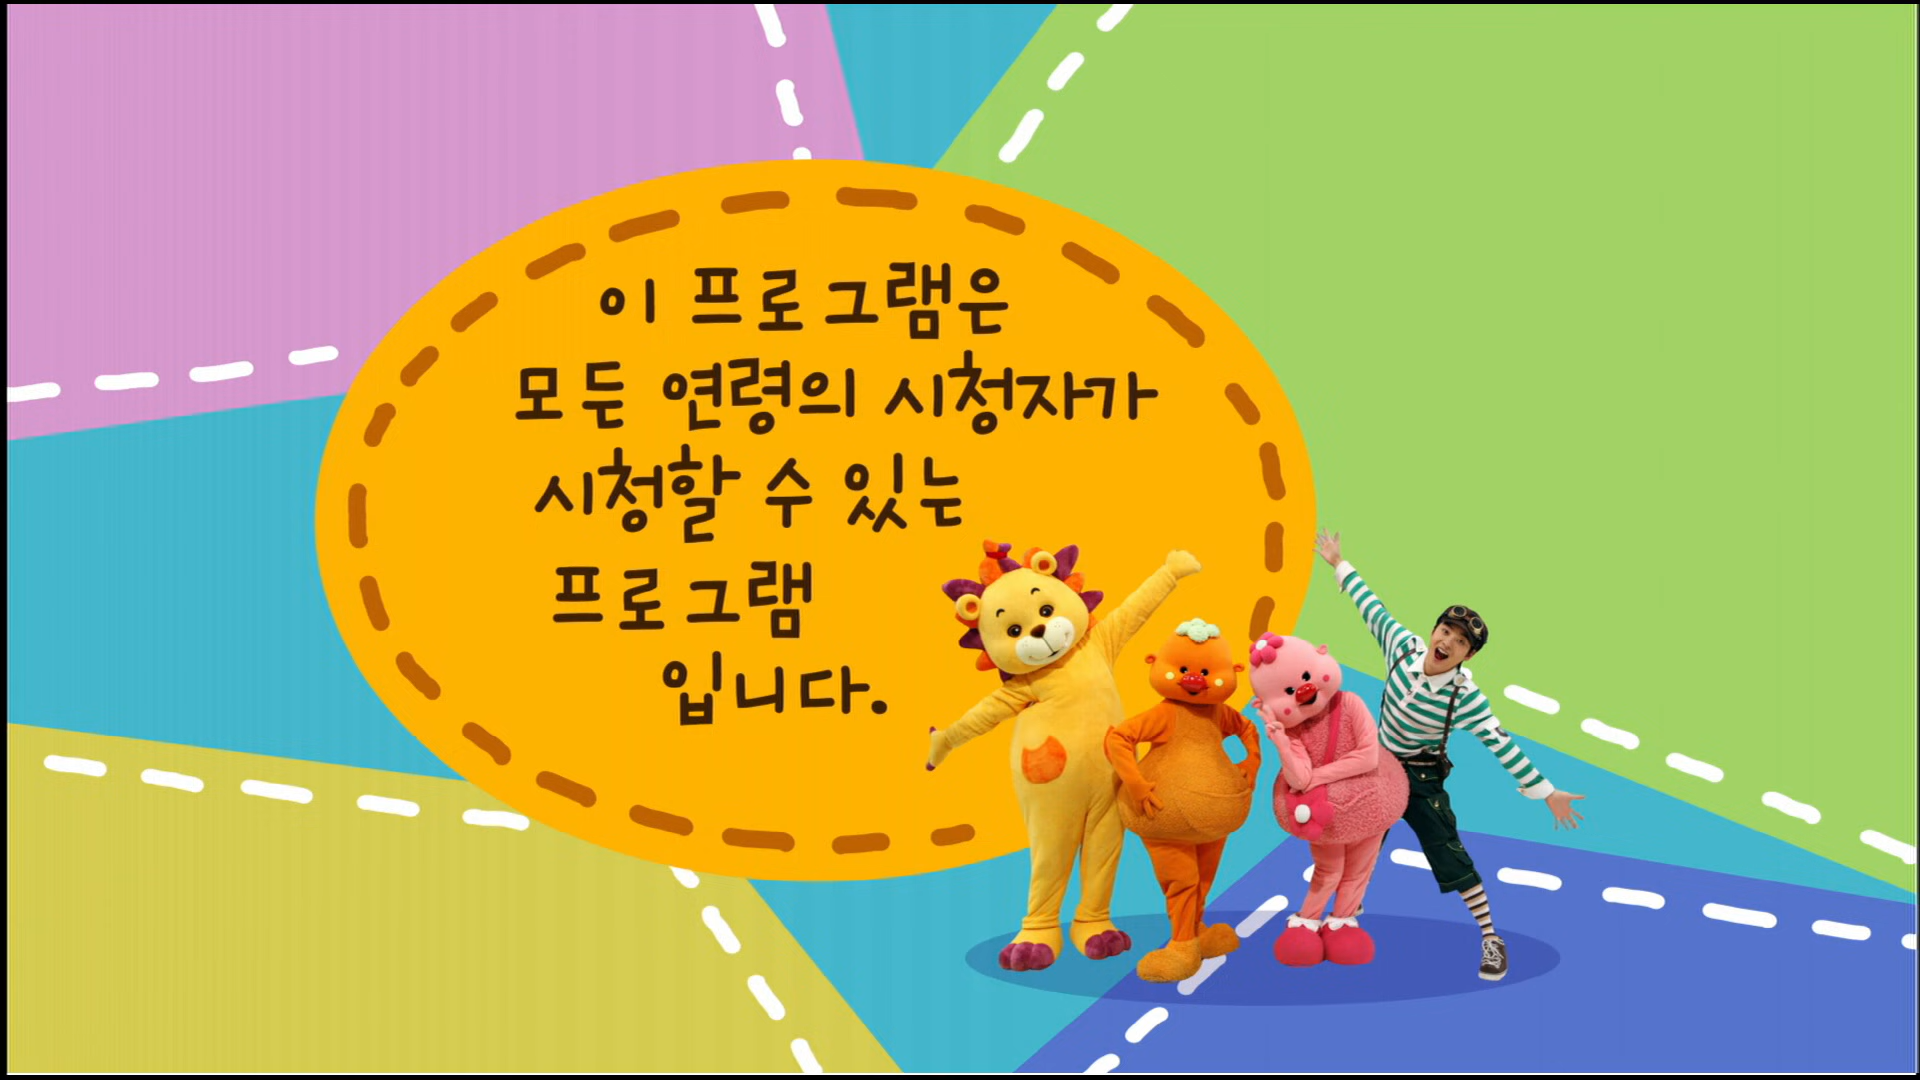 이 프로그램은
모든 연령의 시청자가
시청할 수 있는
프로그램
입니다.